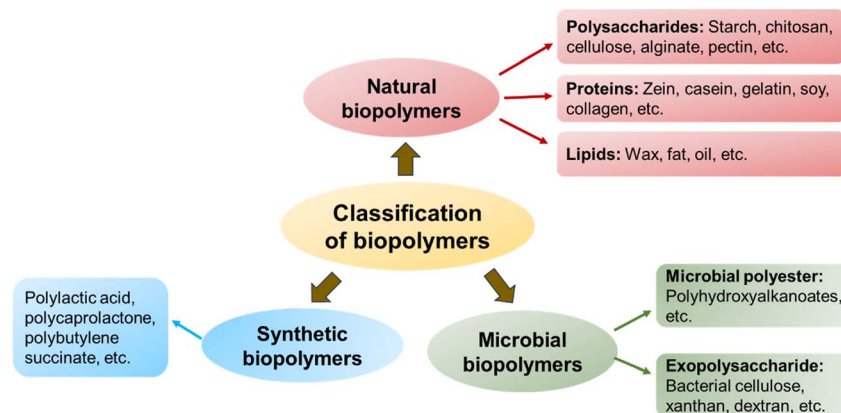 Polysaccharides: Starch, chitosan,
cellulose, alginate, pectin, etc.
Natural
biopolymers
Proteins: Zein, casein, gelatin, soy,
collagen, etc.
Lipids: Wax, fat, oil, etc.
Classification
of biopolymers
Polylactic acid,
polycaprolactone,
polybutylene
succinate, etc.
Synthetic
biopolymers
Microbial
biopolymers
Microbial polyester:
Polyhydroxyalkanoates,
etc.
Exopolysaccharide:
Bacterial cellulose,
xanthan, dextran, etc.